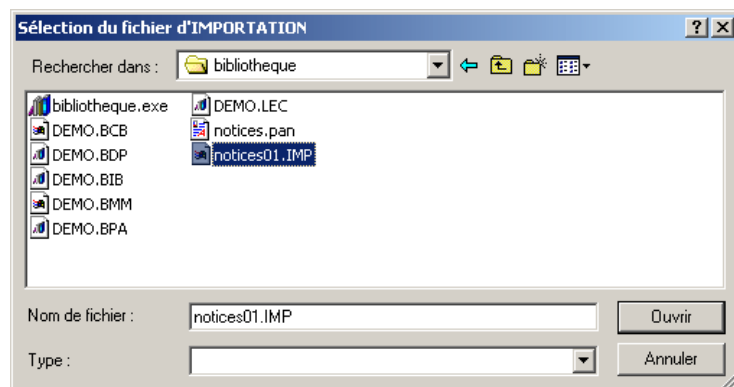 Sélection du fichier d'IMPORTATION
Rechercher dans : bibliotheque
bibliotheque.exe DEMO.LEC
DEMO.BCB notices.pan
DEMO.BDP notices01.IMP
DEMO.BIB
DEMO.BMM
DEMO.BPA
Nom de fichier : notices01.IMP Ouvrir
Type : Annuler